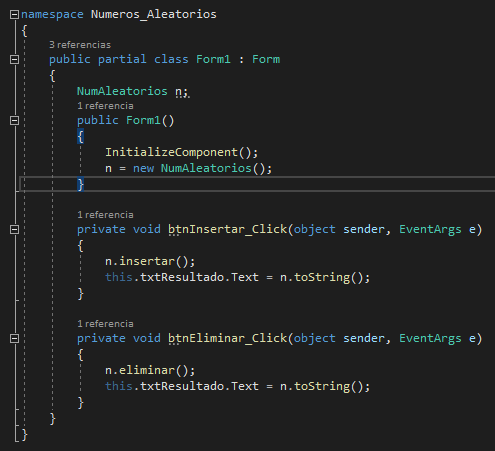 namespace Numeros_Aleatorios
{
3 referencias
public partial class Form1 : Form
{
NumAleatorios n;
1 referencia
public Form1()
{
InitializeComponent();
n = new NumAleatorios();
}
1 referencia
private void btnInsertar_Click(object sender, EventArgs e)
{
n.insertar();
this.txtResultado.Text = n.toString();
}
1 referencia
private void btnEliminar_Click(object sender, EventArgs e)
{
n.eliminar();
this.txtResultado.Text = n.toString();
}
}
}